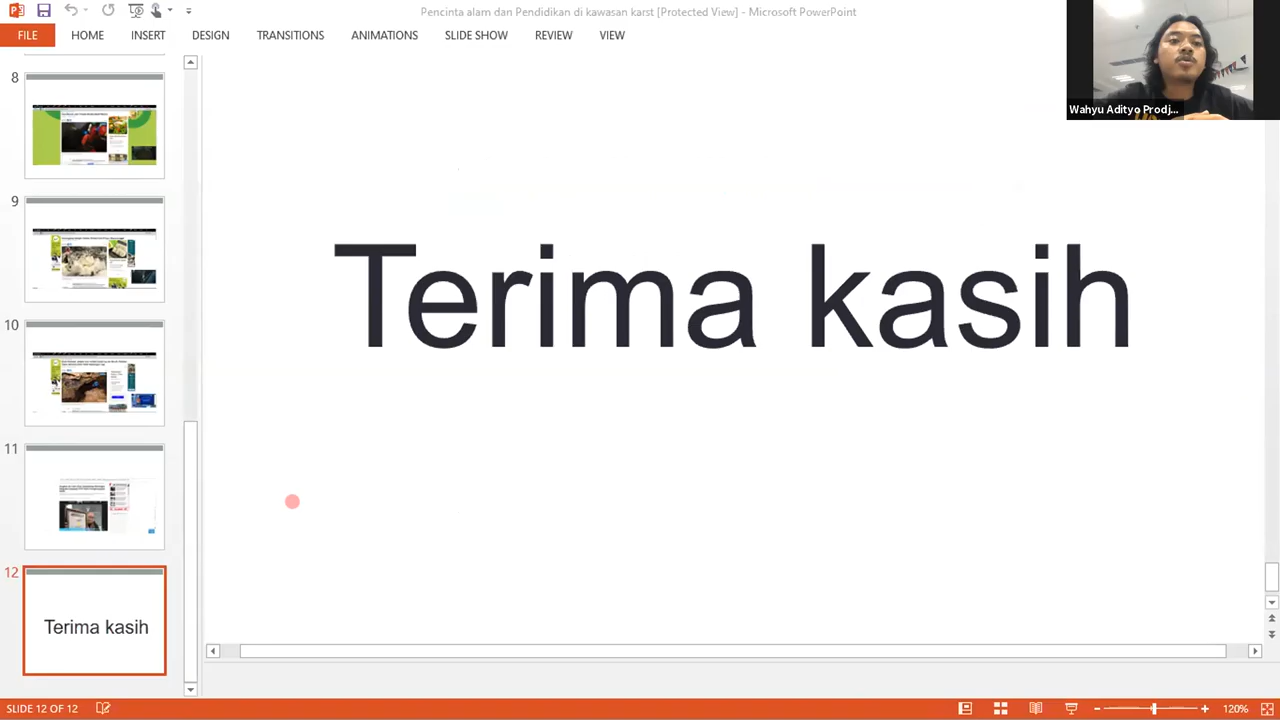 Pencinta alam dan Pendidikan di kawasan karst [Protected View] - Microsoft PowerPoint
FILE HOME INSERT DESIGN TRANSITIONS ANIMATIONS SLIDE SHOW REVIEW VIEW
Wahyu Adityo Prodj...
8
9
10
11
12
Terima kasih
Terima kasih
SLIDE 12 OF 12
120%